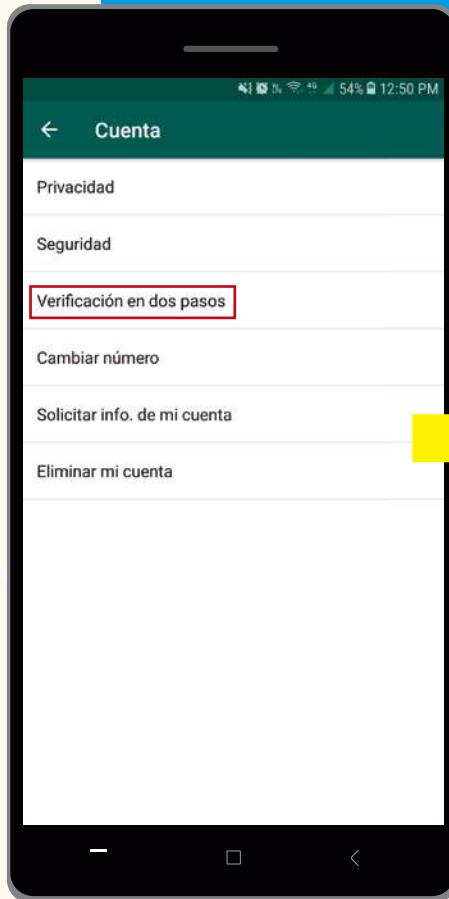 54% 12:50 PM
Cuenta
Privacidad
Seguridad
Verificación en dos pasos
Cambiar número
Solicitar info. de mi cuenta
Eliminar mi cuenta